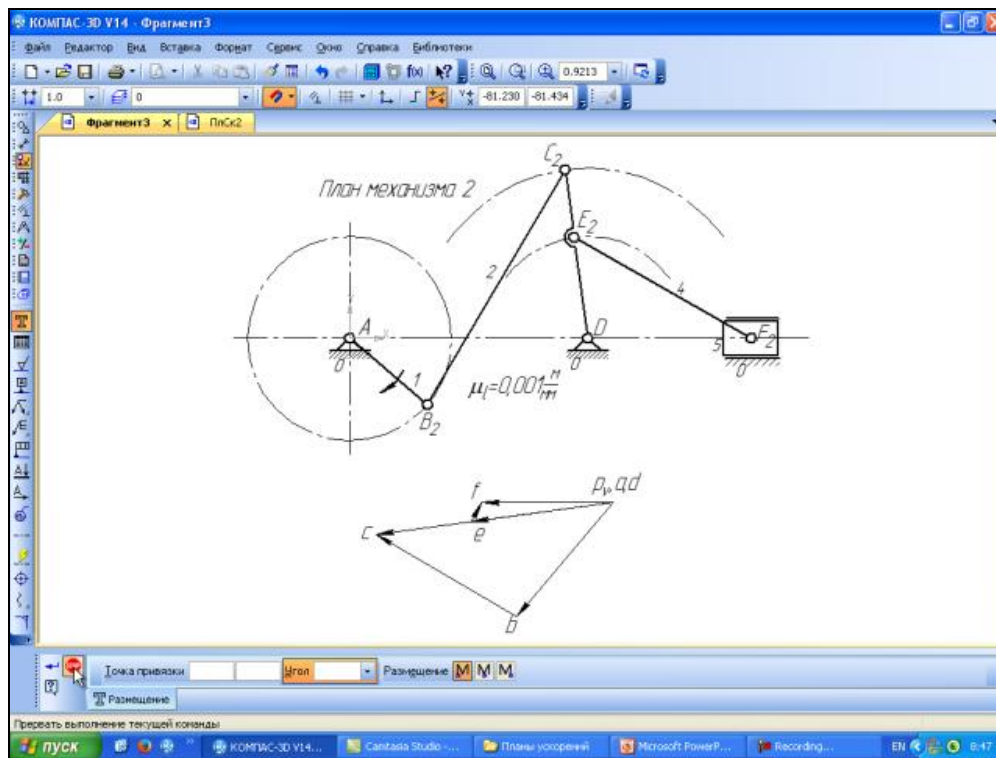 КОМПАС-3D V14 - Фрагмент3
Файл Редактор Вид Вставка Формат Сервис Окно Справка Библиотеки
f(x) 0.9213
1.0 0 -81.230 -81.434
Фрагмент3 x ПлСк2
План механизма 2
C2
E2
2
4
A
D
F2
5
0
0
0
1
B2
μl=0,001 м/мм
f
pv,a,d
c
e
b
Точка привязки Угол Размещение
Размещение
Прервать выполнение текущей команды
пуск КОМПАС-3D V14... Camtasia Studio -... Планы ускорений Microsoft PowerP... Recording... EN 8:47